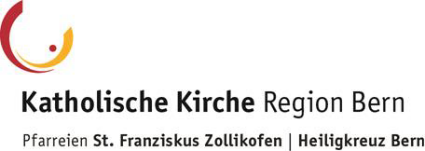 Katholische Kirche Region Bern
Pfarreien St. Franziskus Zollikofen | Heiligkreuz Bern